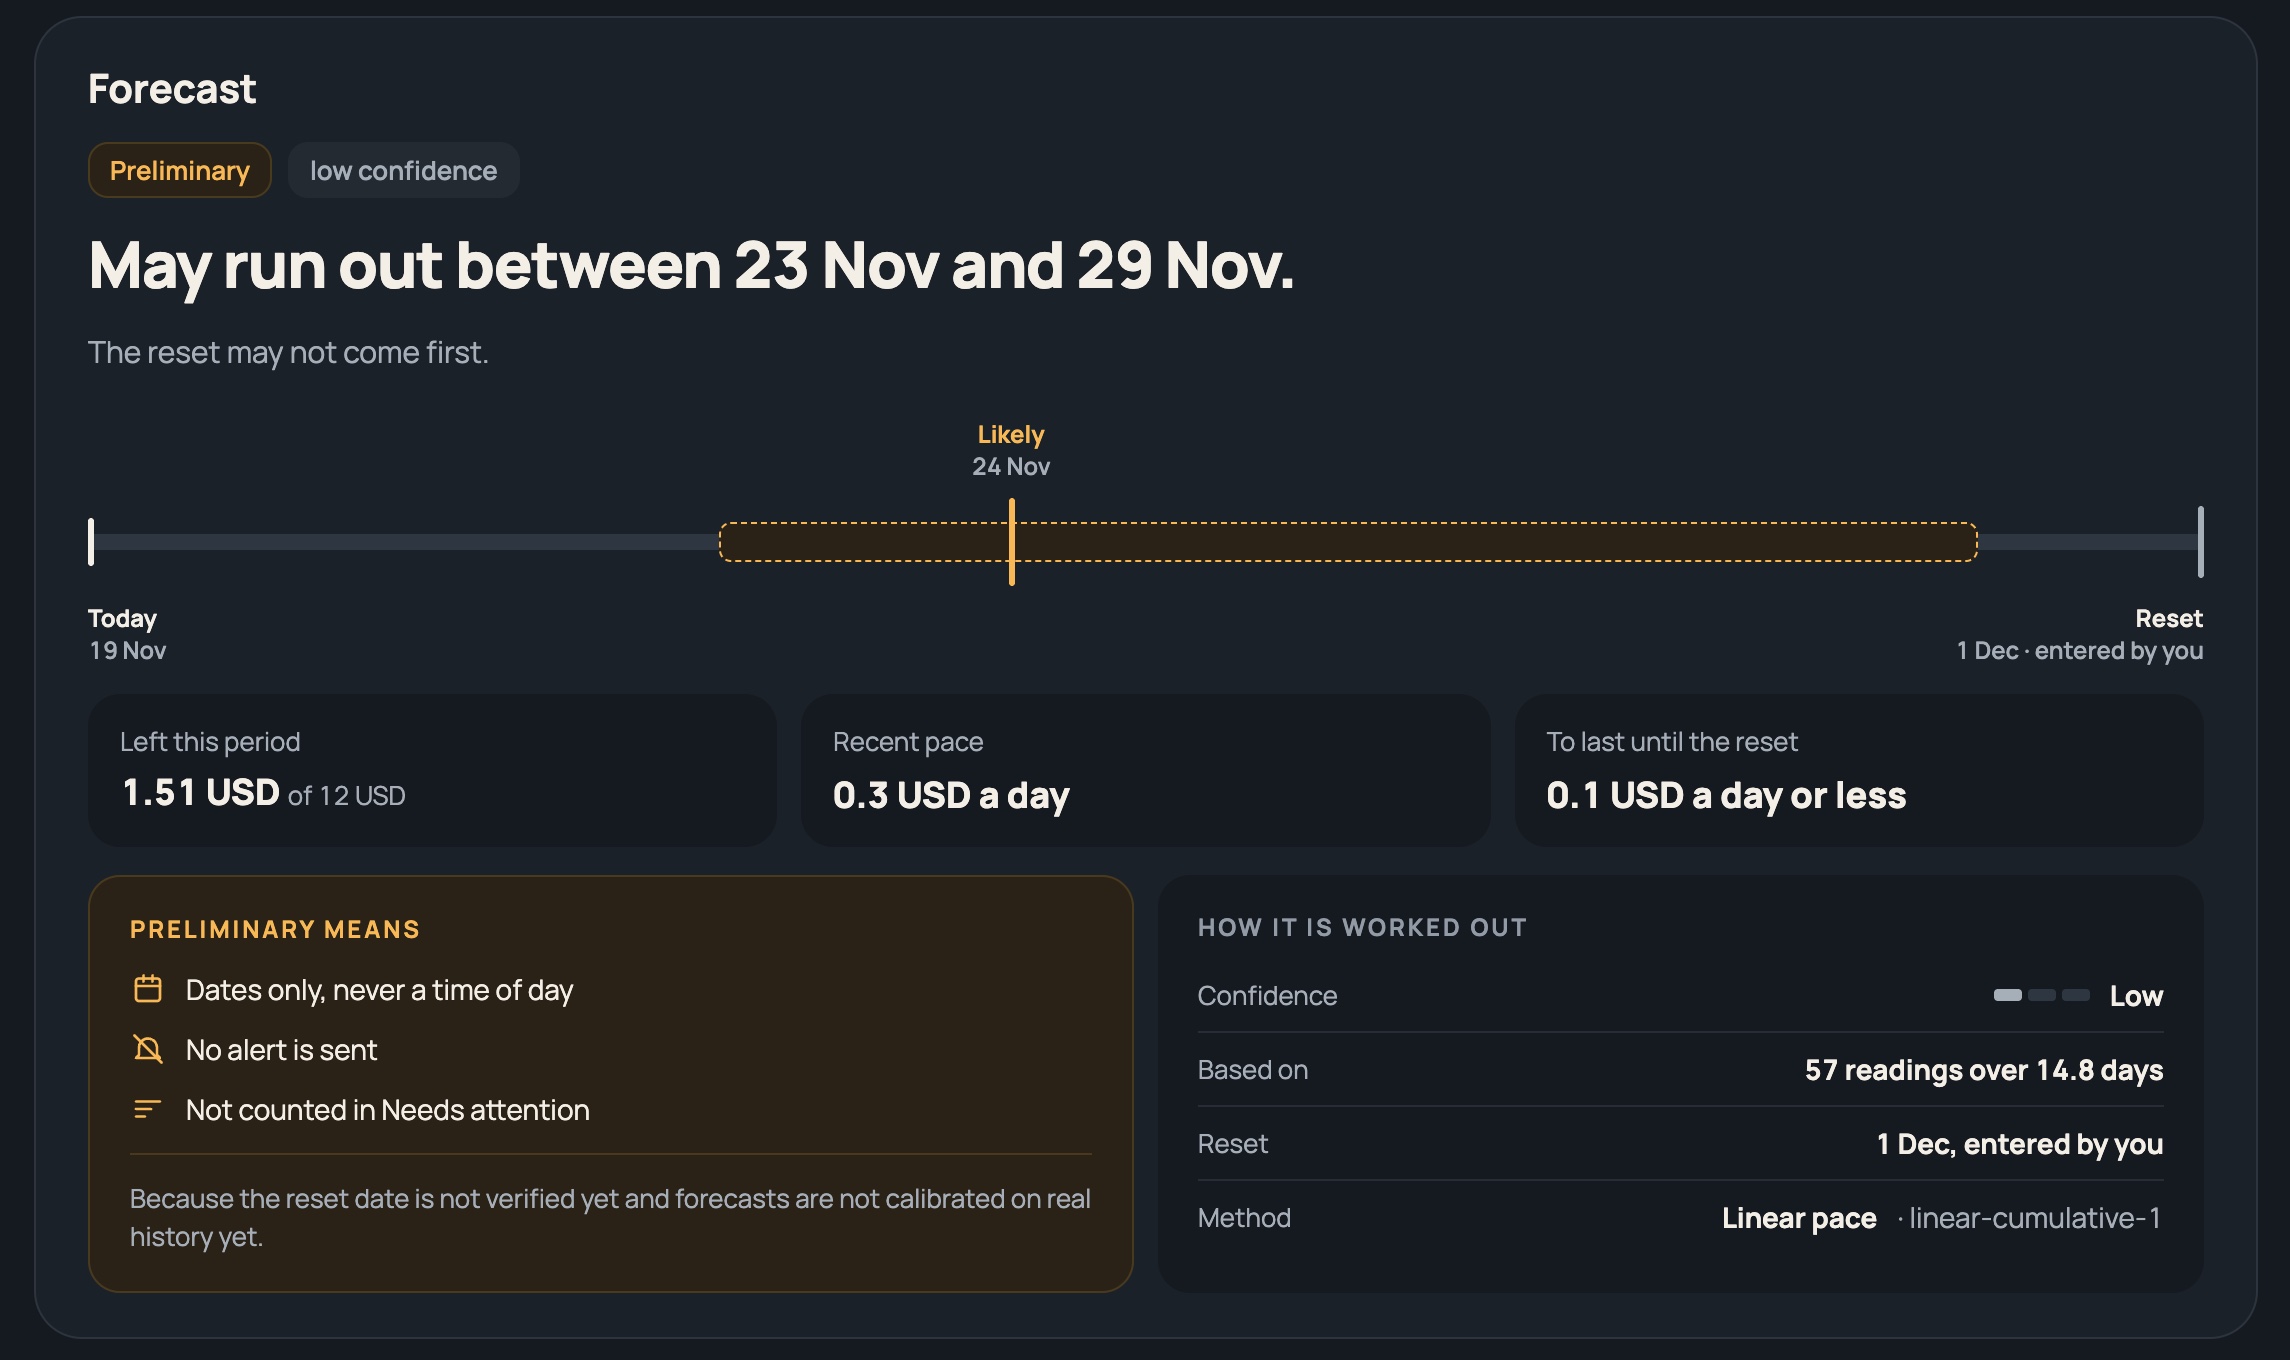 Forecast
Preliminary
low confidence
May run out between 23 Nov and 29 Nov.
The reset may not come first.
Likely
24 Nov
Today
19 Nov
Reset
1 Dec · entered by you
Left this period
1.51 USD of 12 USD
Recent pace
0.3 USD a day
To last until the reset
0.1 USD a day or less
PRELIMINARY MEANS
Dates only, never a time of day
No alert is sent
Not counted in Needs attention
Because the reset date is not verified yet and forecasts are not calibrated on real
history yet.
HOW IT IS WORKED OUT
Confidence Low
Based on 57 readings over 14.8 days
Reset 1 Dec, entered by you
Method Linear pace · linear-cumulative-1